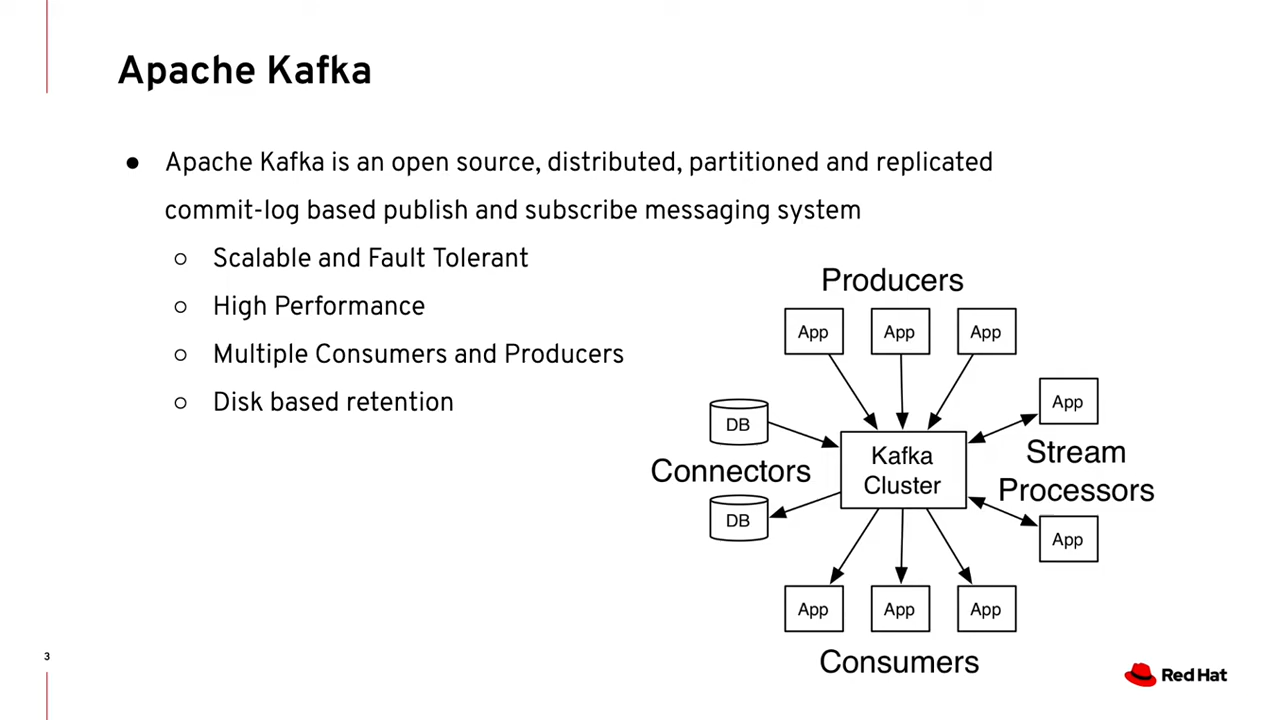 Apache Kafka
● Apache Kafka is an open source, distributed, partitioned and replicated
commit-log based publish and subscribe messaging system
○ Scalable and Fault Tolerant
○ High Performance
○ Multiple Consumers and Producers
○ Disk based retention
Producers
App App App
App
DB
Kafka
Cluster
Connectors
Stream
Processors
DB
App
App App App
Consumers
3
Red Hat